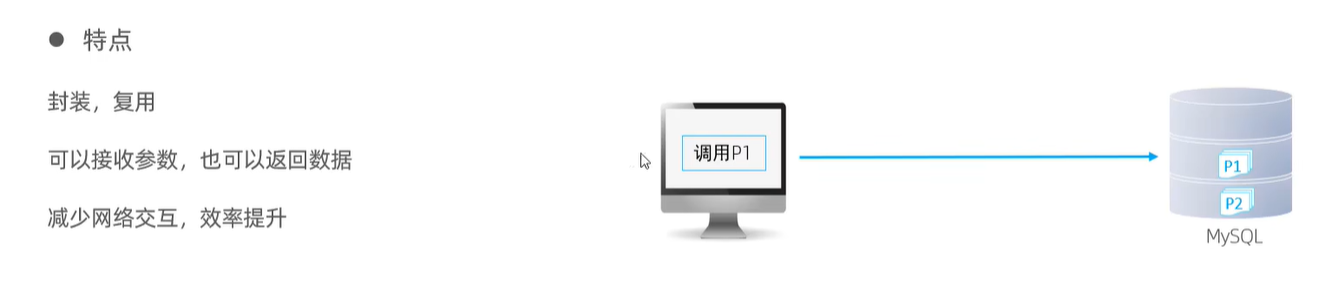 特点
封装，复用
可以接收参数，也可以返回数据
减少网络交互，效率提升
调用P1
P1
P2
MySQL